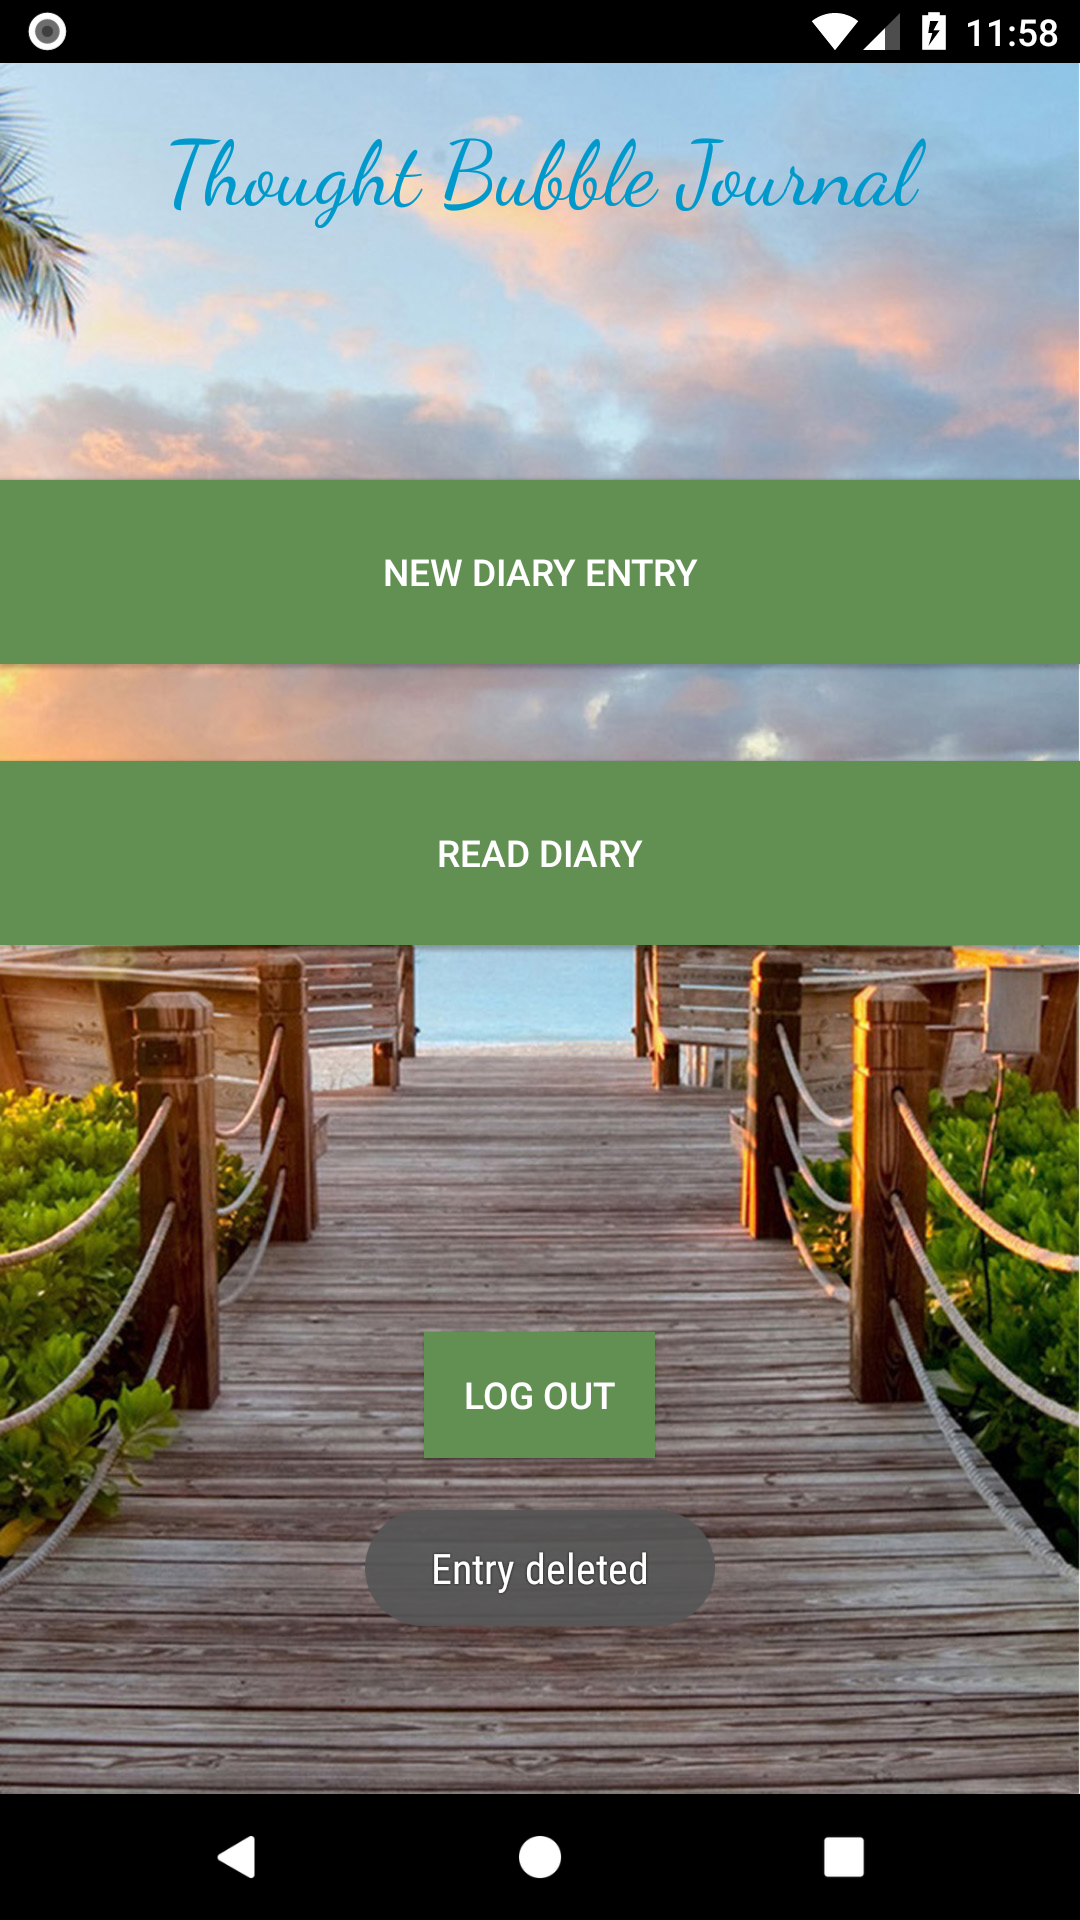 11:58
Thought Bubble Journal
NEW DIARY ENTRY
READ DIARY
LOG OUT
Entry deleted